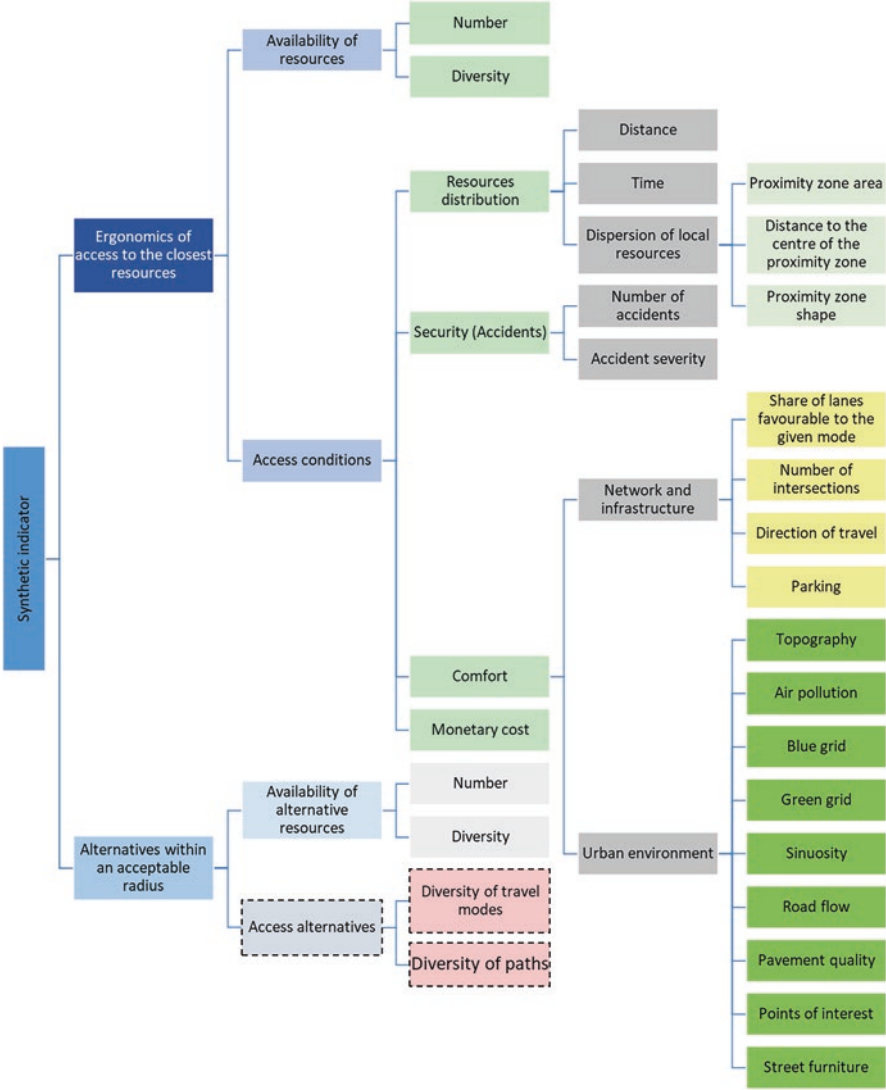 Synthetic indicator
Ergonomics of
access to the closest
resources
Availability of
resources
Number
Diversity
Access conditions
Resources
distribution
Distance
Time
Dispersion of local
resources
Proximity zone area
Distance to the
centre of the
proximity zone
Proximity zone
shape
Security (Accidents)
Number of
accidents
Accident severity
Comfort
Network and
infrastructure
Share of lanes
favourable to the
given mode
Number of
intersections
Direction of travel
Parking
Urban environment
Topography
Air pollution
Blue grid
Green grid
Sinuosity
Road flow
Pavement quality
Points of interest
Street furniture
Monetary cost
Alternatives within
an acceptable
radius
Availability of
alternative
resources
Number
Diversity
Access alternatives
Diversity of travel
modes
Diversity of paths